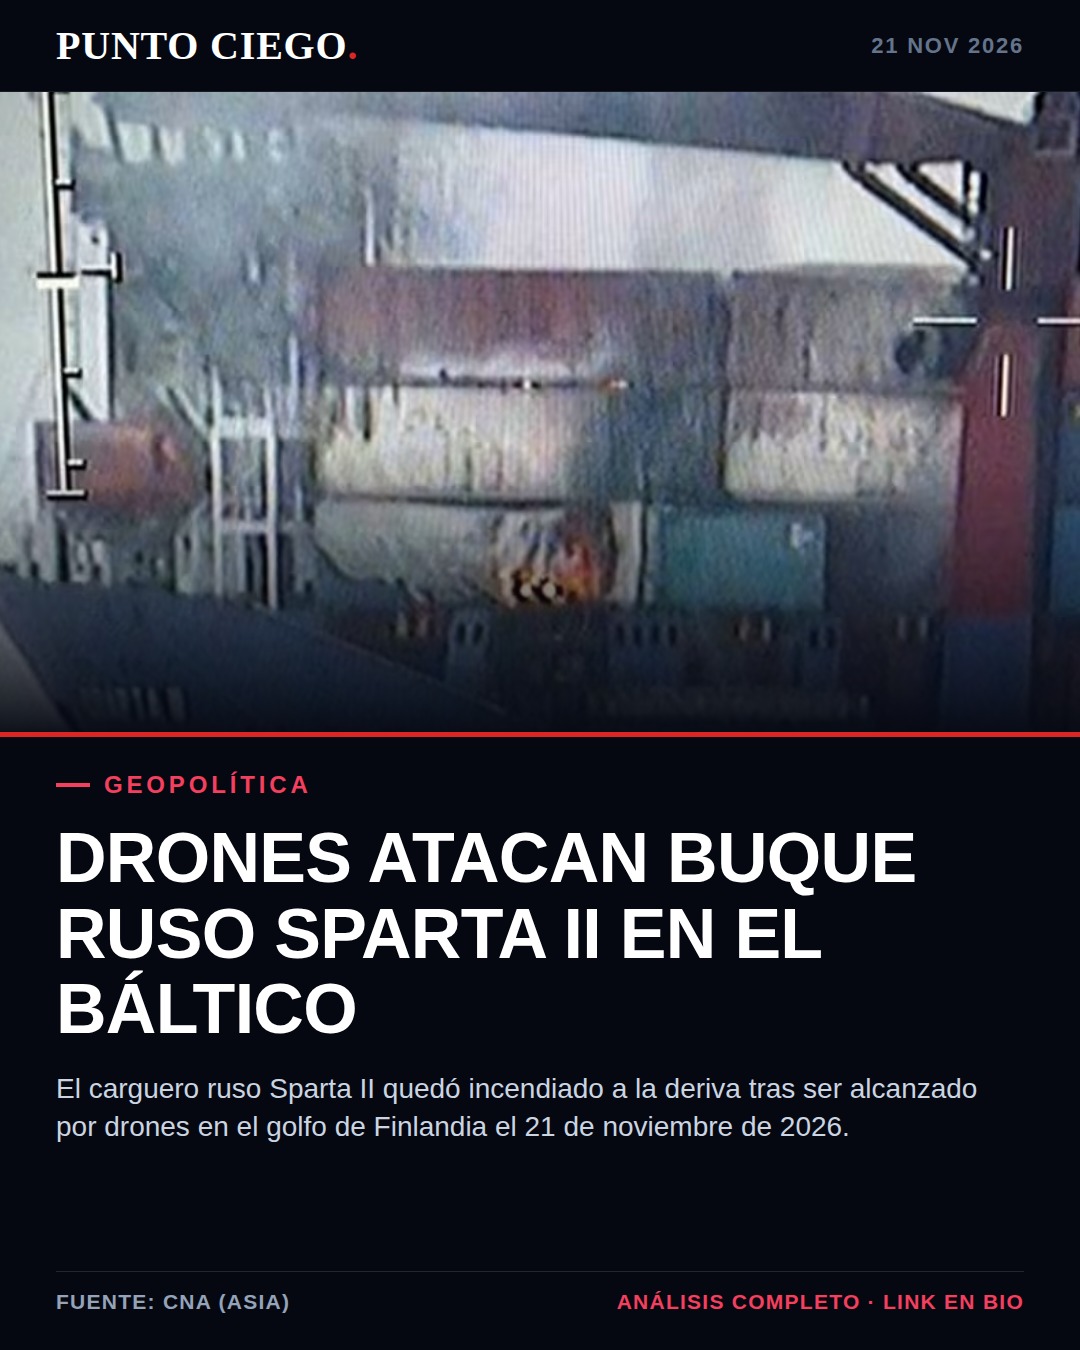 PUNTO CIEGO.
21 NOV 2026
GEOPOLÍTICA
DRONES ATACAN BUQUE
RUSO SPARTA II EN EL
BÁLTICO
El carguero ruso Sparta II quedó incendiado a la deriva tras ser alcanzado
por drones en el golfo de Finlandia el 21 de noviembre de 2026.
FUENTE: CNA (ASIA)
ANÁLISIS COMPLETO · LINK EN BIO